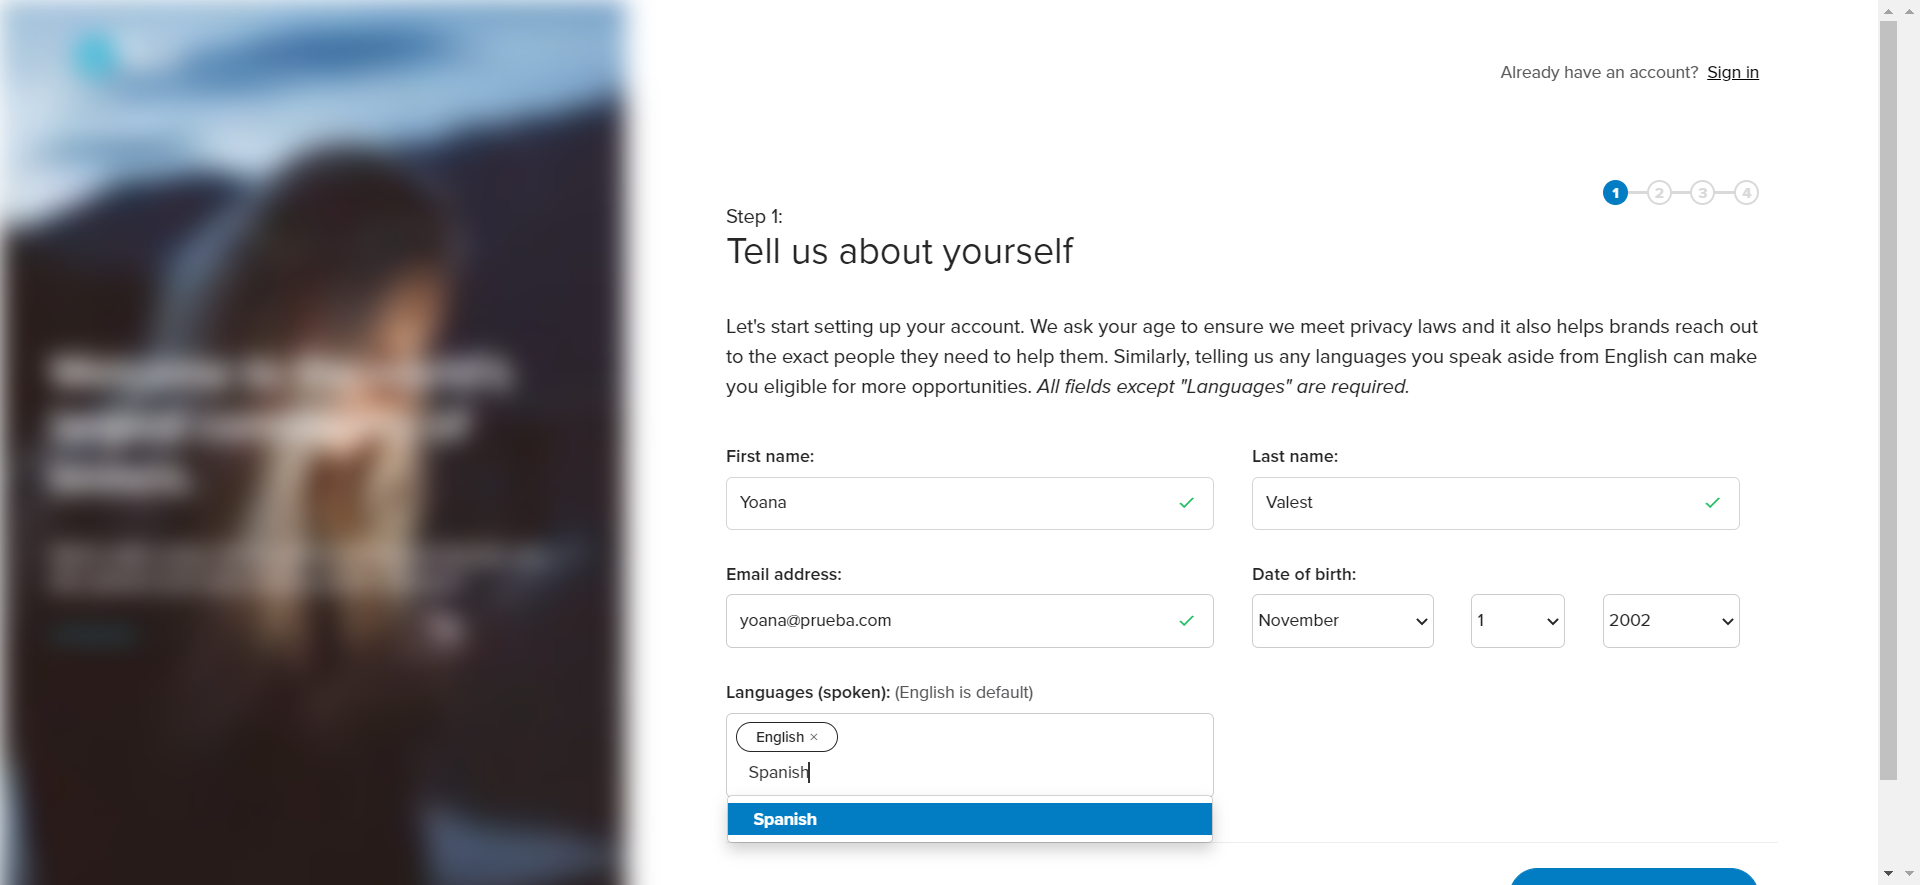 Already have an account? Sign in
1 2 3 4
Step 1:
Tell us about yourself
Let's start setting up your account. We ask your age to ensure we meet privacy laws and it also helps brands reach out
to the exact people they need to help them. Similarly, telling us any languages you speak aside from English can make
you eligible for more opportunities. All fields except "Languages" are required.
First name:
Last name:
Yoana
Valest
Email address:
Date of birth:
yoana@prueba.com
November
1
2002
Languages (spoken): (English is default)
English ×
Spanish
Spanish